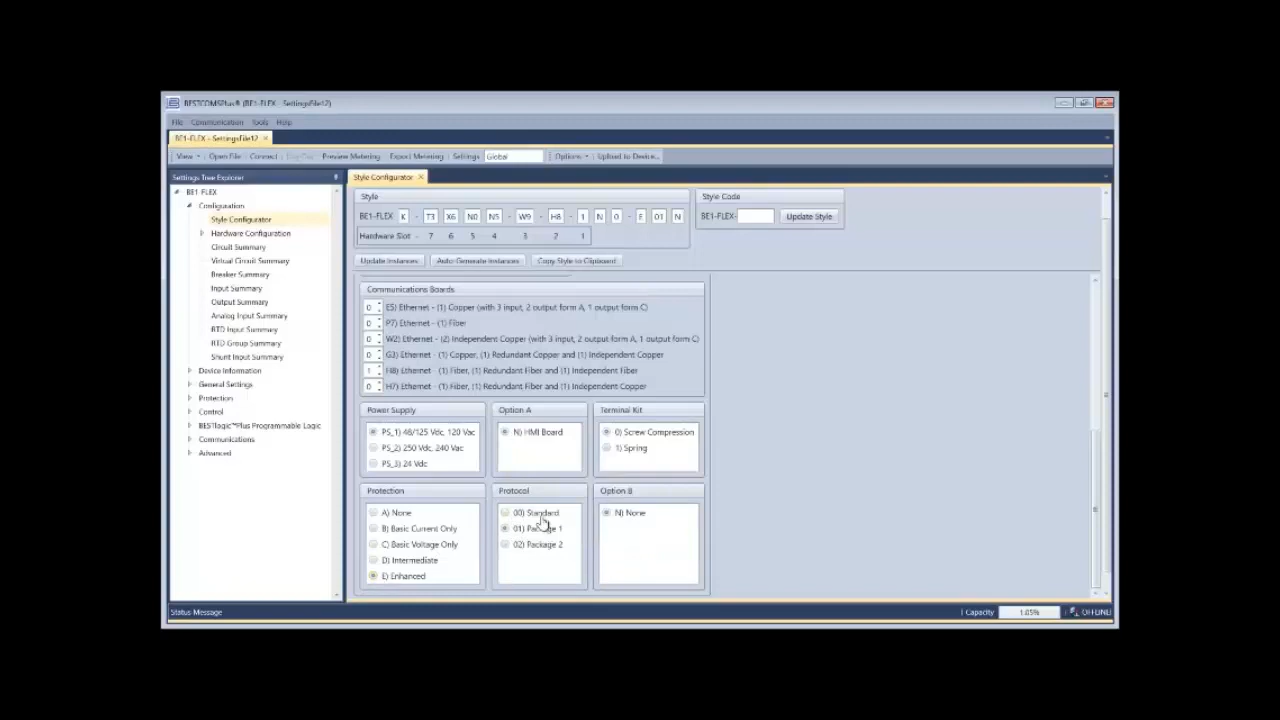 BESTCOMSPlus® (BE1-FLEX - SettingsFile12)
File Communication Tools Help
BE1-FLEX - SettingsFile12 ×
View Open File Connect Preview Metering Export Metering Settings Global Options Upload to Device...
Settings Tree Explorer
BE1-FLEX
Configuration
Style Configurator
Hardware Configuration
Circuit Summary
Virtual Circuit Summary
Breaker Summary
Input Summary
Output Summary
Analog Input Summary
RTD Input Summary
RTD Group Summary
Shunt Input Summary
Device Information
General Settings
Protection
Control
BESTlogic™Plus Programmable Logic
Communications
Advanced
Style Configurator ×
Style
BE1-FLEX K - T3 X6 N0 N5 - W9 - H8 - 1 N 0 - E 01 N
Hardware Slot - 7 6 5 4 3 2 1
Style Code
BE1-FLEX- Update Style
Update Instances Auto-Generate Instances Copy Style to Clipboard
Communications Boards
0 E5) Ethernet - (1) Copper (with 3 input, 2 output form A, 1 output form C)
0 P7) Ethernet - (1) Fiber
0 W2) Ethernet - (2) Independent Copper (with 3 input, 2 output form A, 1 output form C)
0 G3) Ethernet - (1) Copper, (1) Redundant Copper and (1) Independent Copper
1 H8) Ethernet - (1) Fiber, (1) Redundant Fiber and (1) Independent Fiber
0 H7) Ethernet - (1) Fiber, (1) Redundant Fiber and (1) Independent Copper
Power Supply
PS_1) 48/125 Vdc, 120 Vac
PS_2) 250 Vdc, 240 Vac
PS_3) 24 Vdc
Option A
N) HMI Board
Terminal Kit
0) Screw Compression
1) Spring
Protection
A) None
B) Basic Current Only
C) Basic Voltage Only
D) Intermediate
E) Enhanced
Protocol
00) Standard
01) Package 1
02) Package 2
Option B
N) None
Status Message
Capacity 1.05% OFFLINE